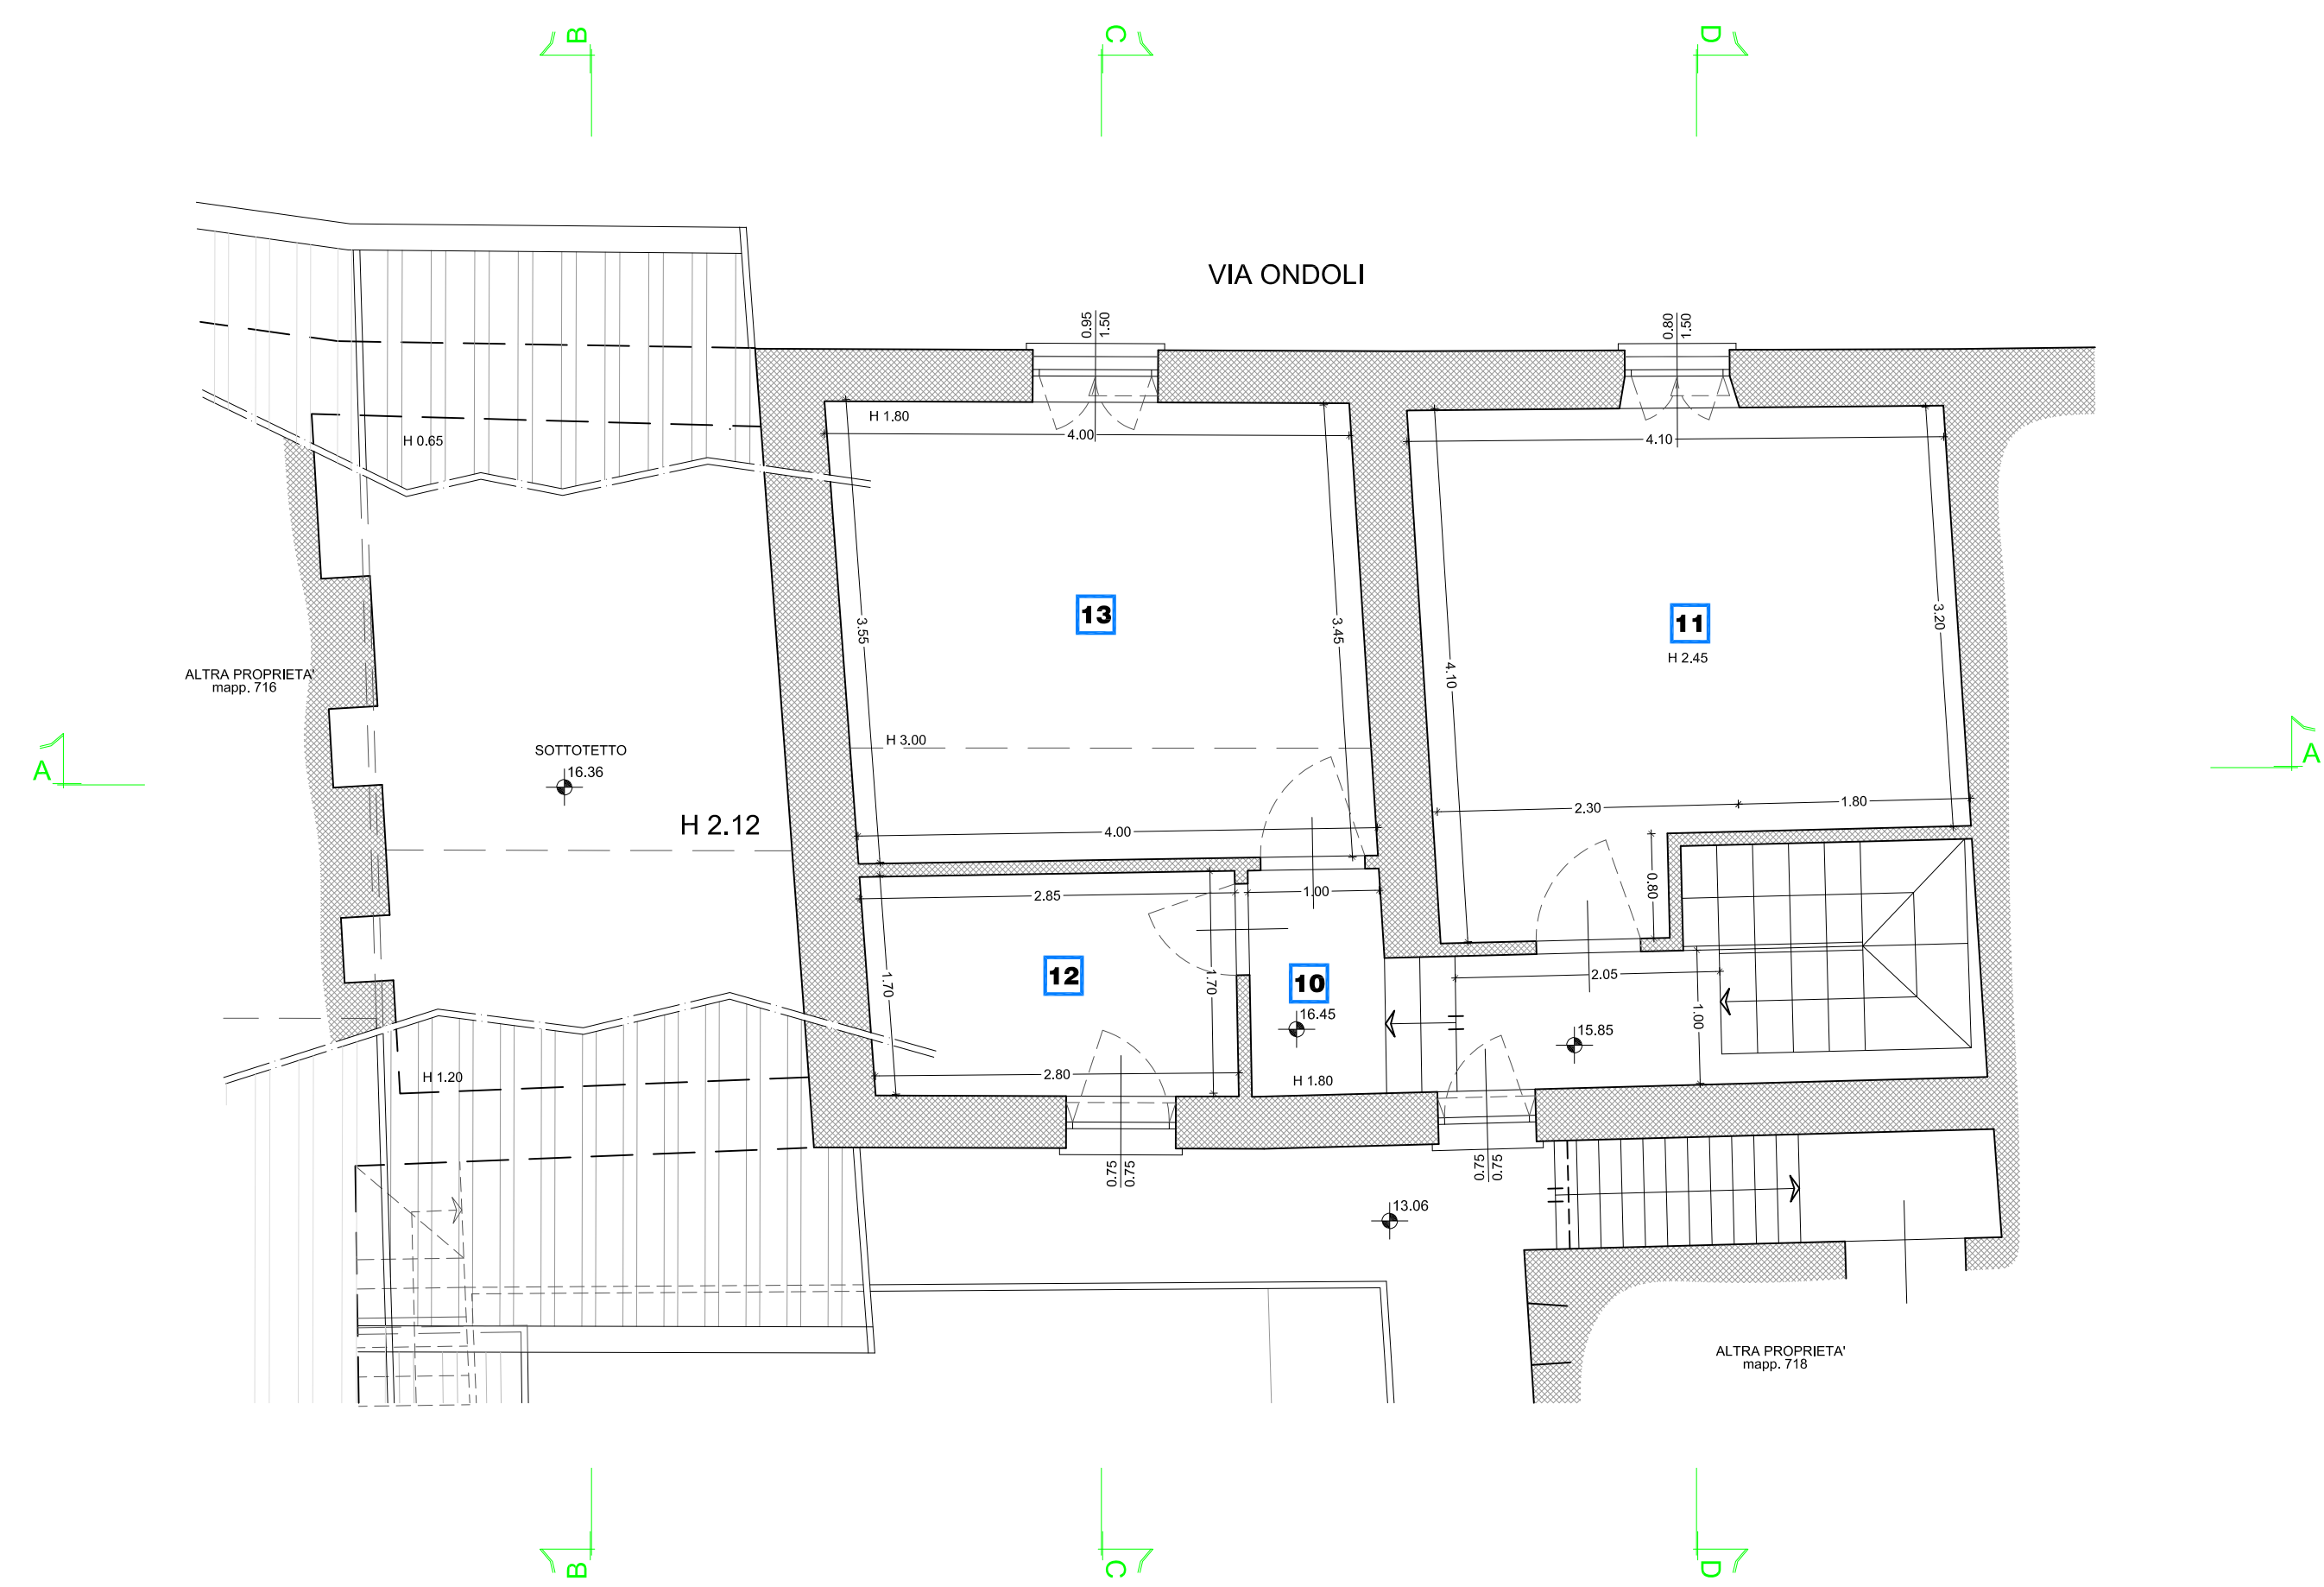 B
C
D
VIA ONDOLI
0.95
1.50
0.80
1.50
H 1.80
4.00
4.10
H 0.65
3.55
13
3.45
11
H 2.45
3.20
4.10
ALTRA PROPRIETA'
mapp. 716
SOTTOTETTO
16.36
H 3.00
A
A
H 2.12
4.00
2.30
1.80
2.85
1.00
0.80
1.70
12
1.70
10
16.45
2.05
1.00
15.85
H 1.20
2.80
H 1.80
0.75
0.75
0.75
0.75
13.06
ALTRA PROPRIETA'
mapp. 718
B
C
D